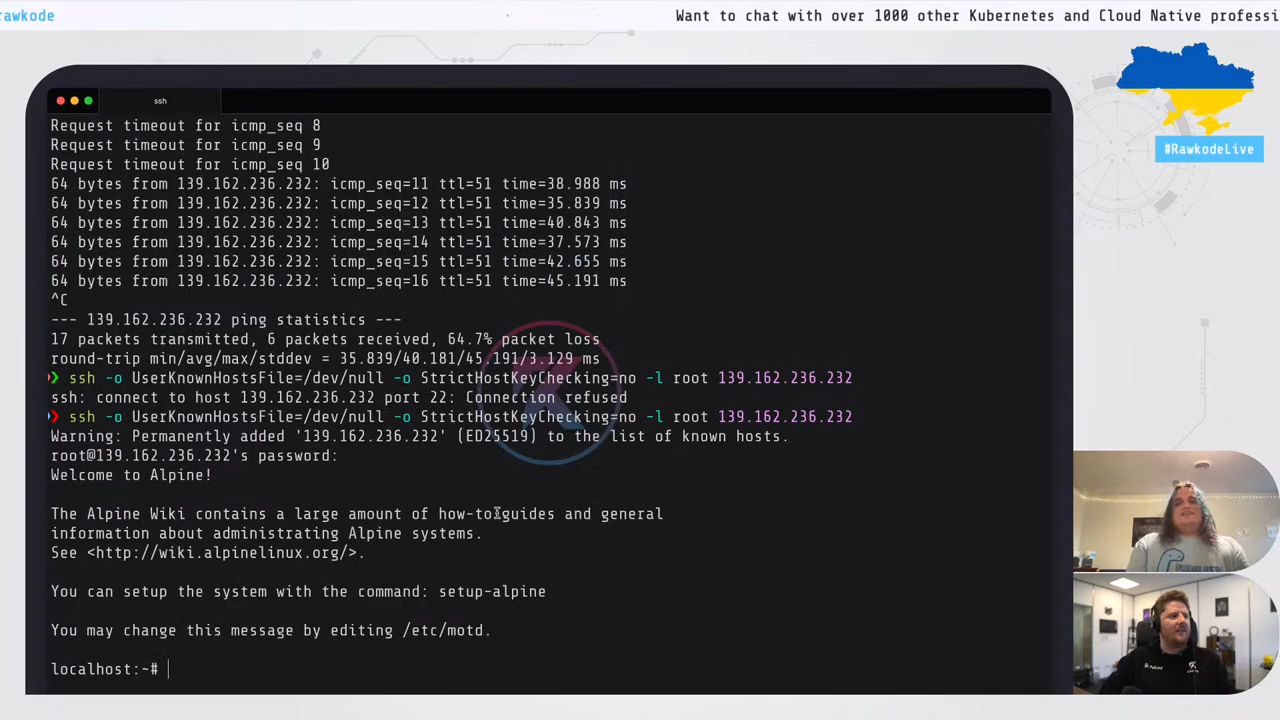 rawkode
Want to chat with over 1000 other Kubernetes and Cloud Native professi
#RawkodeLive
ssh
Request timeout for icmp_seq 8
Request timeout for icmp_seq 9
Request timeout for icmp_seq 10
64 bytes from 139.162.236.232: icmp_seq=11 ttl=51 time=38.988 ms
64 bytes from 139.162.236.232: icmp_seq=12 ttl=51 time=35.839 ms
64 bytes from 139.162.236.232: icmp_seq=13 ttl=51 time=40.843 ms
64 bytes from 139.162.236.232: icmp_seq=14 ttl=51 time=37.573 ms
64 bytes from 139.162.236.232: icmp_seq=15 ttl=51 time=42.655 ms
64 bytes from 139.162.236.232: icmp_seq=16 ttl=51 time=45.191 ms
^C
--- 139.162.236.232 ping statistics ---
17 packets transmitted, 6 packets received, 64.7% packet loss
round-trip min/avg/max/stddev = 35.839/40.181/45.191/3.129 ms
❯ ssh -o UserKnownHostsFile=/dev/null -o StrictHostKeyChecking=no -l root 139.162.236.232
ssh: connect to host 139.162.236.232 port 22: Connection refused
❯ ssh -o UserKnownHostsFile=/dev/null -o StrictHostKeyChecking=no -l root 139.162.236.232
Warning: Permanently added '139.162.236.232' (ED25519) to the list of known hosts.
root@139.162.236.232's password:
Welcome to Alpine!
The Alpine Wiki contains a large amount of how-to guides and general
information about administrating Alpine systems.
See <http://wiki.alpinelinux.org/>.
You can setup the system with the command: setup-alpine
You may change this message by editing /etc/motd.
localhost:~#